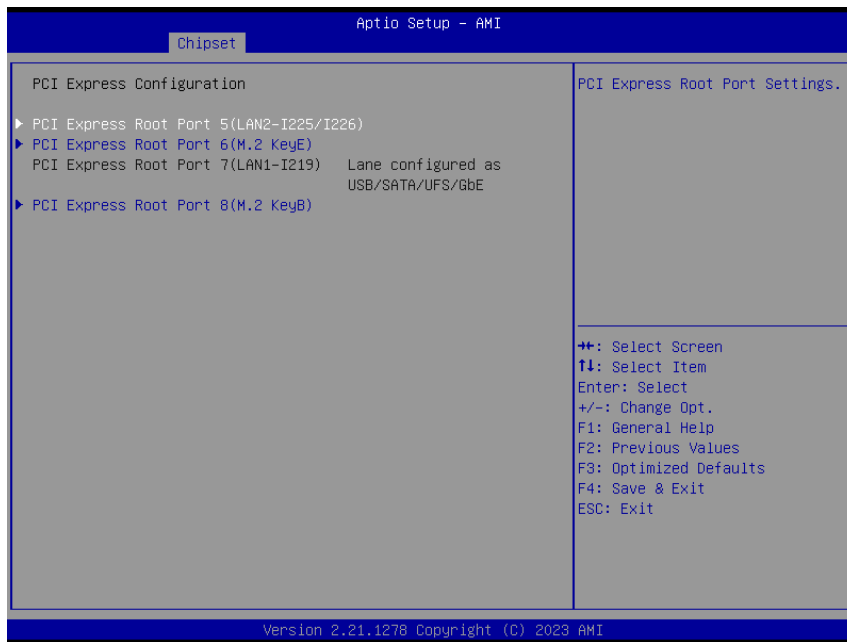 Aptio Setup – AMI
Chipset
PCI Express Configuration
PCI Express Root Port 5(LAN2-I225/I226)
PCI Express Root Port 6(M.2 KeyE)
PCI Express Root Port 7(LAN1-I219) Lane configured as
USB/SATA/UFS/GbE
PCI Express Root Port 8(M.2 KeyB)
PCI Express Root Port Settings.
→←: Select Screen
↑↓: Select Item
Enter: Select
+/-: Change Opt.
F1: General Help
F2: Previous Values
F3: Optimized Defaults
F4: Save & Exit
ESC: Exit
Version 2.21.1278 Copyright (C) 2023 AMI